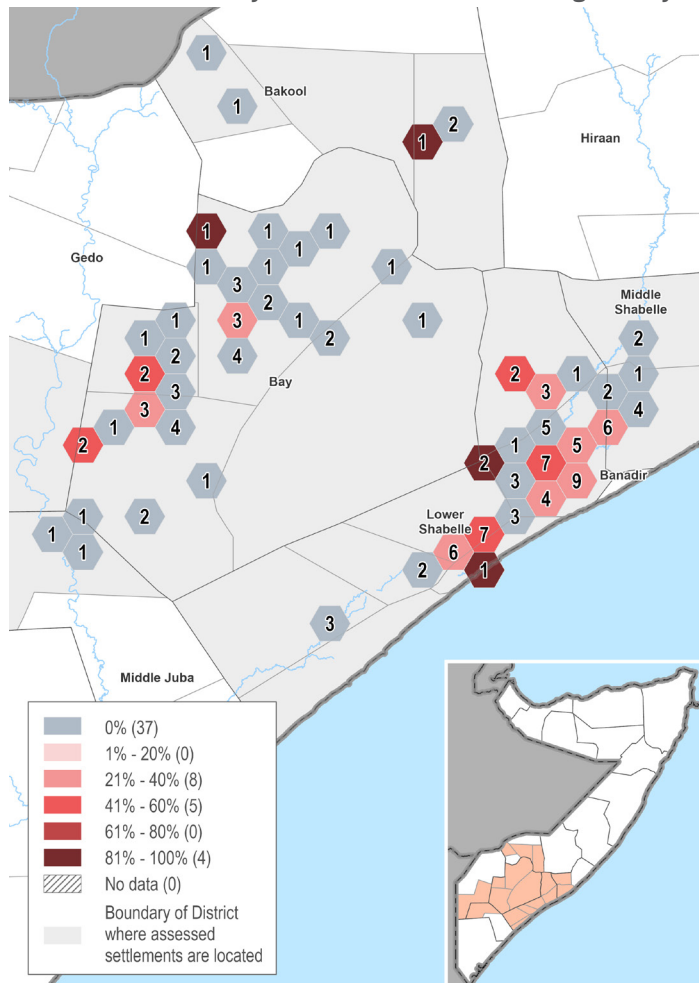 1
Bakool
1
2
Hiraan
1
1 1 1
1
Gedo
1 1 1
3
Middle
2
Shabelle
1 3 1 1
1 2 2
2 4
2 2 1 1
Bay
3 3 2
3 4
1 4 5 6
2 1 5
2 7
Banadir
1 3 9
4
Lower
1 2 3
Shabelle
1 7
1 6
2 1
3
Middle Juba
0% (37)
1% - 20% (0)
21% - 40% (8)
41% - 60% (5)
61% - 80% (0)
81% - 100% (4)
No data (0)
Boundary of District
where assessed
settlements are located